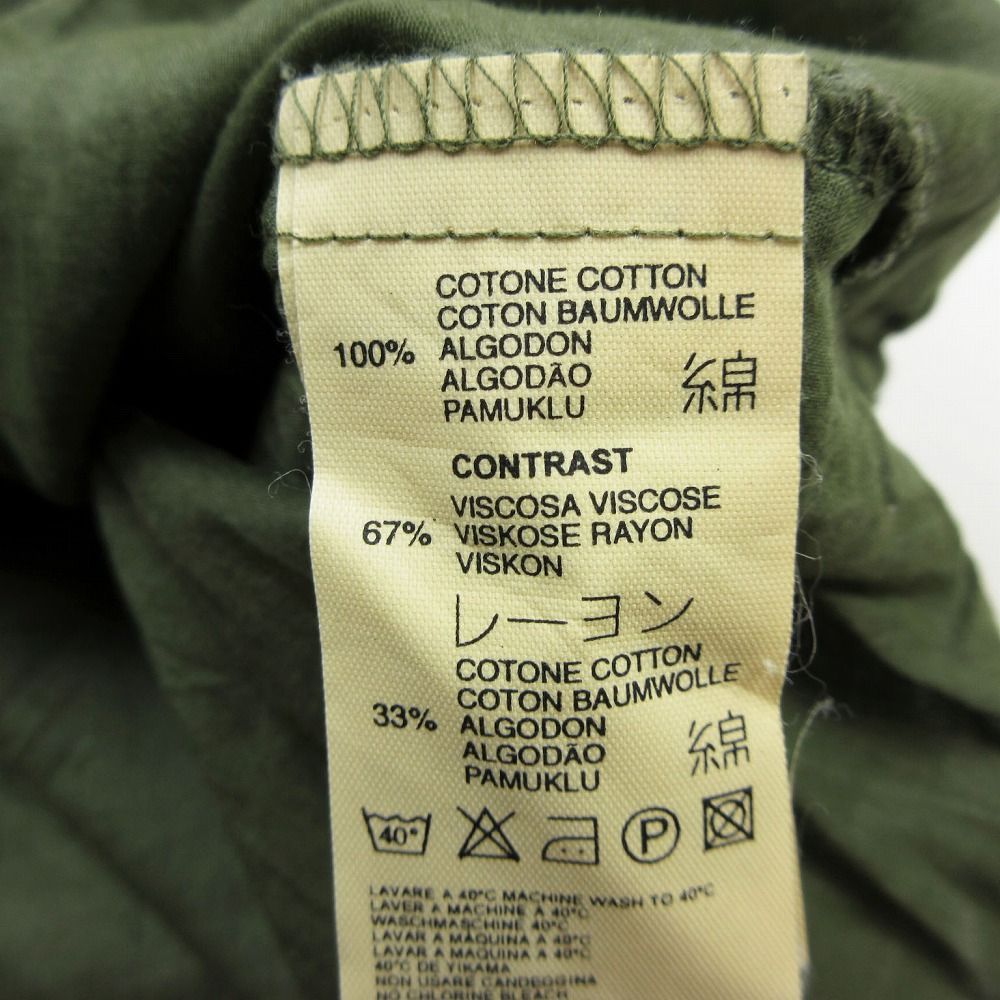 COTONE COTTON
COTON BAUMWOLLE
100% ALGODON
ALGODÃO 綿
PAMUKLU
CONTRAST
VISCOSA VISCOSE
67% VISKOSE RAYON
VISKON
レーヨン
COTONE COTTON
COTON BAUMWOLLE
33% ALGODON
ALGODÃO 綿
PAMUKLU
40° P
LAVARE A 40°C MACHINE WASH TO 40°C
LAVER A MACHINE A 40°C
WASCHMASCHINE 40°C
LAVAR A MAQUINA A 40°C
LAVAR A MAQUINA A 40°C
40°C DE YIKAMA
NON USARE CANDEGGINA
NO CHLORINE BLEACH